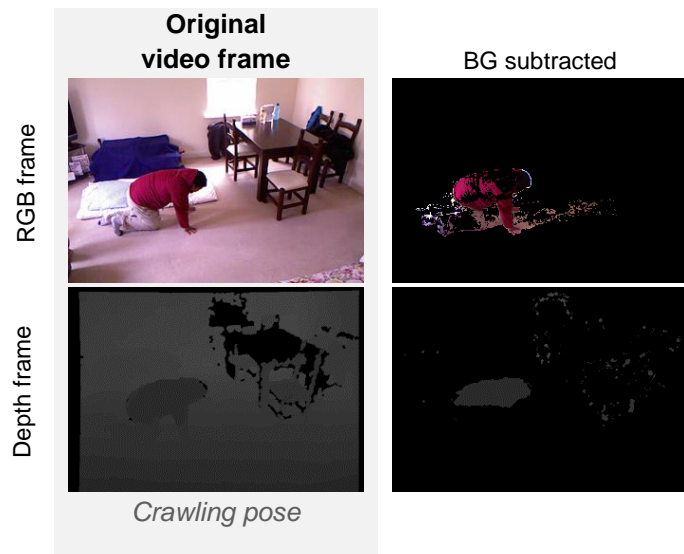 Original
video frame
BG subtracted
RGB frame
Depth frame
Crawling pose